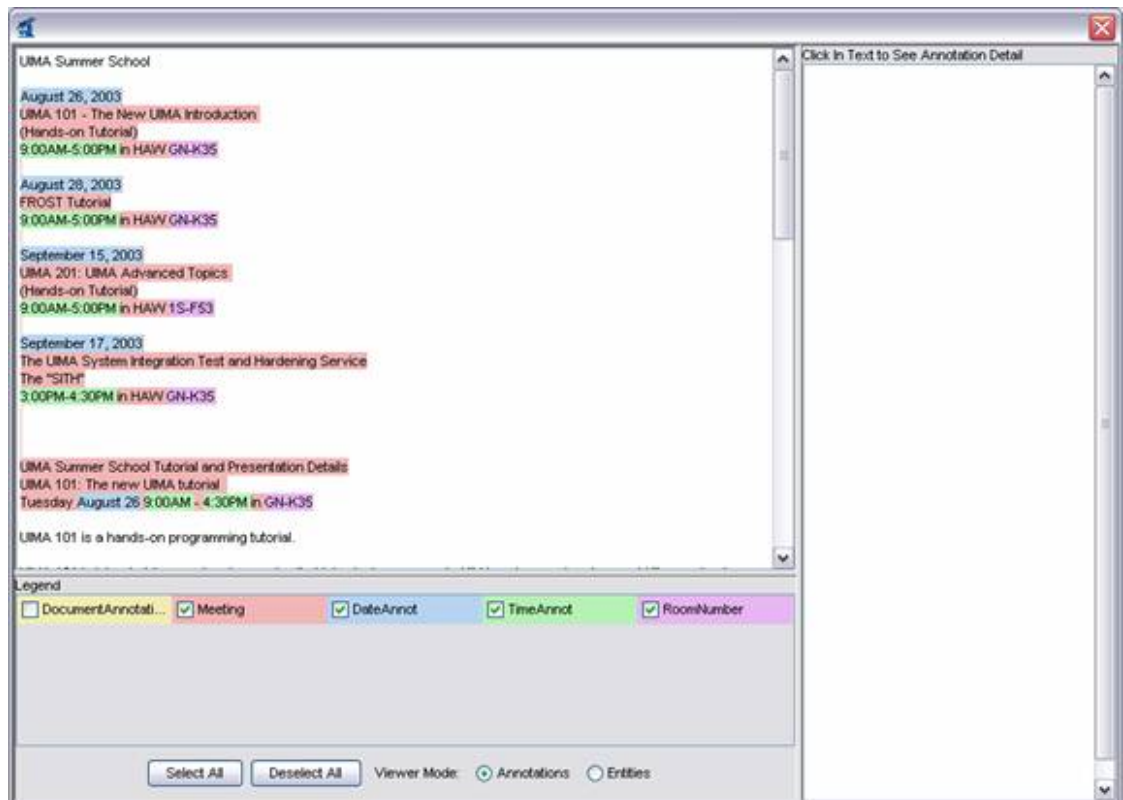 UIMA Summer School
August 26, 2003
UIMA 101 - The New UIMA Introduction
(Hands-on Tutorial)
9:00AM-5:00PM in HAW GN-K35
August 28, 2003
FROST Tutorial
9:00AM-5:00PM in HAW GN-K35
September 15, 2003
UIMA 201: UIMA Advanced Topics
(Hands-on Tutorial)
9:00AM-5:00PM in HAW 1S-F53
September 17, 2003
The UIMA System Integration Test and Hardening Service
The "SITH"
3:00PM-4:30PM in HAW GN-K35
UIMA Summer School Tutorial and Presentation Details
UIMA 101: The new UIMA tutorial
Tuesday August 26 9:00AM - 4:30PM in GN-K35
UIMA 101 is a hands-on programming tutorial.
Legend
DocumentAnnotati... Meeting DateAnnot TimeAnnot RoomNumber
Select All Deselect All Viewer Mode: Annotations Entities
Click In Text to See Annotation Detail